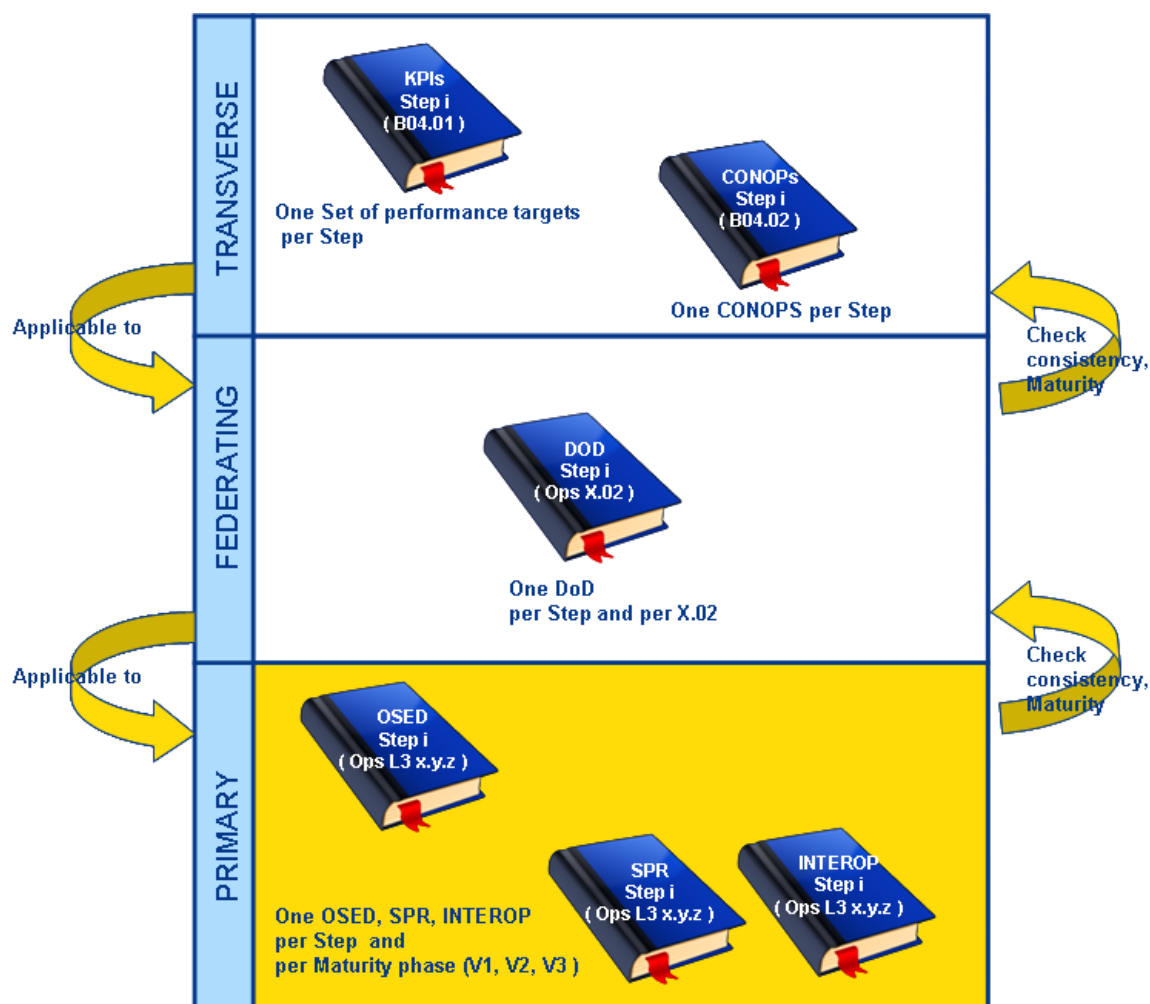 TRANSVERSE
KPIs
Step i
( B04.01 )
One Set of performance targets
per Step
CONOPs
Step i
( B04.02 )
One CONOPS per Step
Applicable to
Check
consistency,
Maturity
FEDERATING
DOD
Step i
( Ops X.02 )
One DoD
per Step and per X.02
Applicable to
Check
consistency,
Maturity
PRIMARY
OSED
Step i
( Ops L3 x.y.z )
SPR
Step i
( Ops L3 x.y.z )
INTEROP
Step i
( Ops L3 x.y.z )
One OSED, SPR, INTEROP
per Step and
per Maturity phase (V1, V2, V3 )